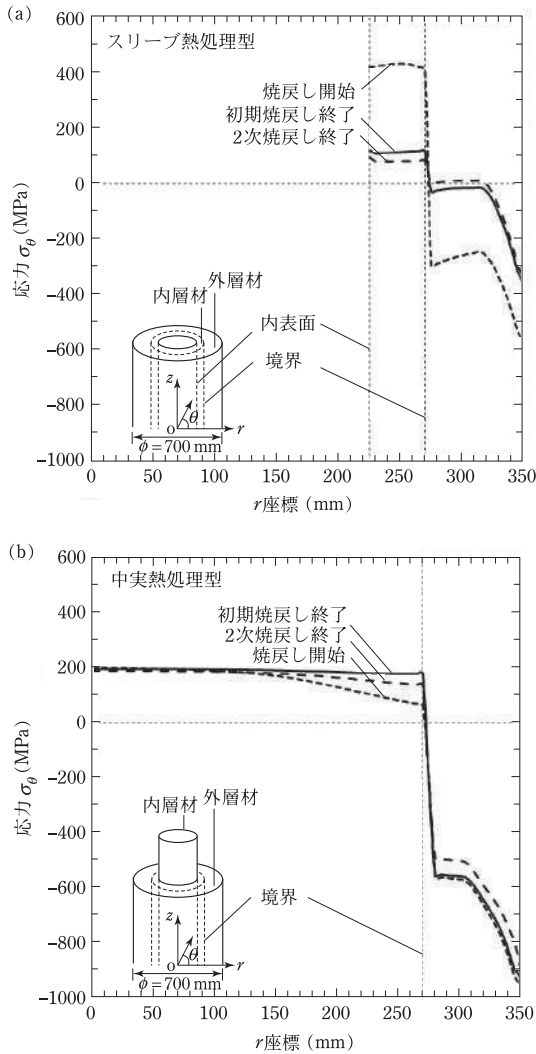 (a)
600
400
200
0
-200
-400
-600
-800
-1000
応力 σθ (MPa)
スリーブ熱処理型
焼戻し開始
初期焼戻し終了
2次焼戻し終了
外層材
内層材
内表面
境界
z
θ
o
r
φ=700 mm
0 50 100 150 200 250 300 350
r座標 (mm)
(b)
600
400
200
0
-200
-400
-600
-800
-1000
応力 σθ (MPa)
中実熱処理型
初期焼戻し終了
2次焼戻し終了
焼戻し開始
内層材
外層材
境界
z
θ
o
r
φ=700 mm
0 50 100 150 200 250 300 350
r座標 (mm)